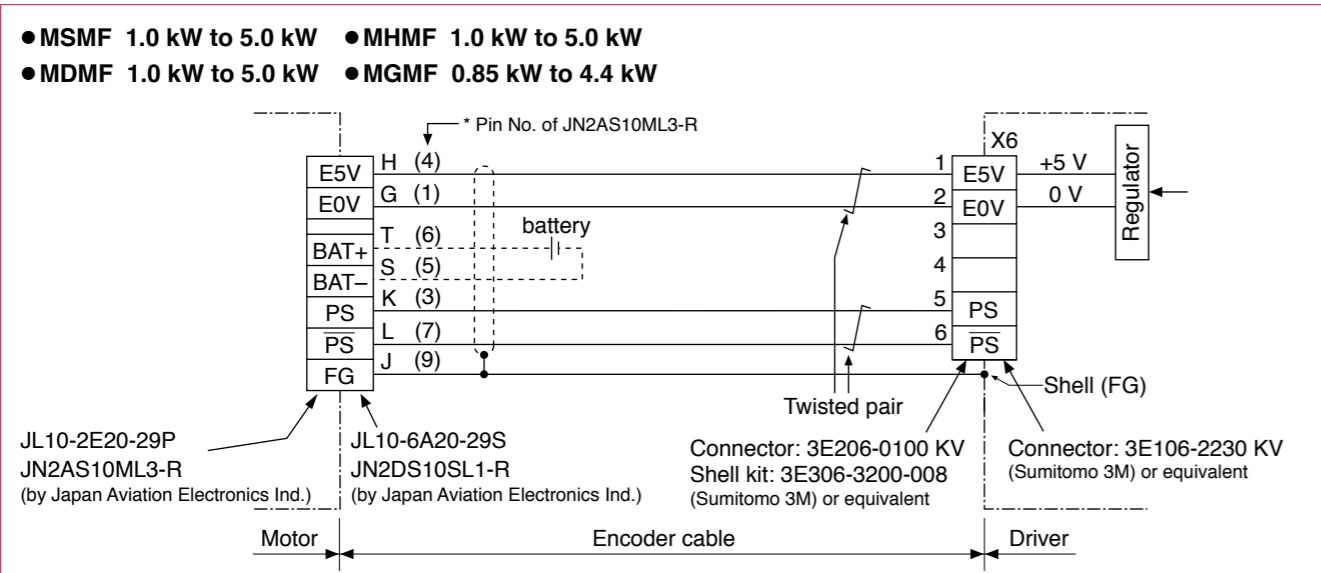 ●MSMF 1.0 kW to 5.0 kW ●MHMF 1.0 kW to 5.0 kW
●MDMF 1.0 kW to 5.0 kW ●MGMF 0.85 kW to 4.4 kW
* Pin No. of JN2AS10ML3-R
X6
E5V H (4) 1 E5V +5 V
E0V G (1) 2 E0V 0 V
Regulator
3
BAT+ T (6) battery
4
BAT– S (5)
PS K (3) 5 PS
PS L (7) 6 PS
FG J (9)
Shell (FG)
Twisted pair
JL10-2E20-29P
JN2AS10ML3-R
(by Japan Aviation Electronics Ind.)
JL10-6A20-29S
JN2DS10SL1-R
(by Japan Aviation Electronics Ind.)
Connector: 3E206-0100 KV
Shell kit: 3E306-3200-008
(Sumitomo 3M) or equivalent
Connector: 3E106-2230 KV
(Sumitomo 3M) or equivalent
Motor Encoder cable Driver